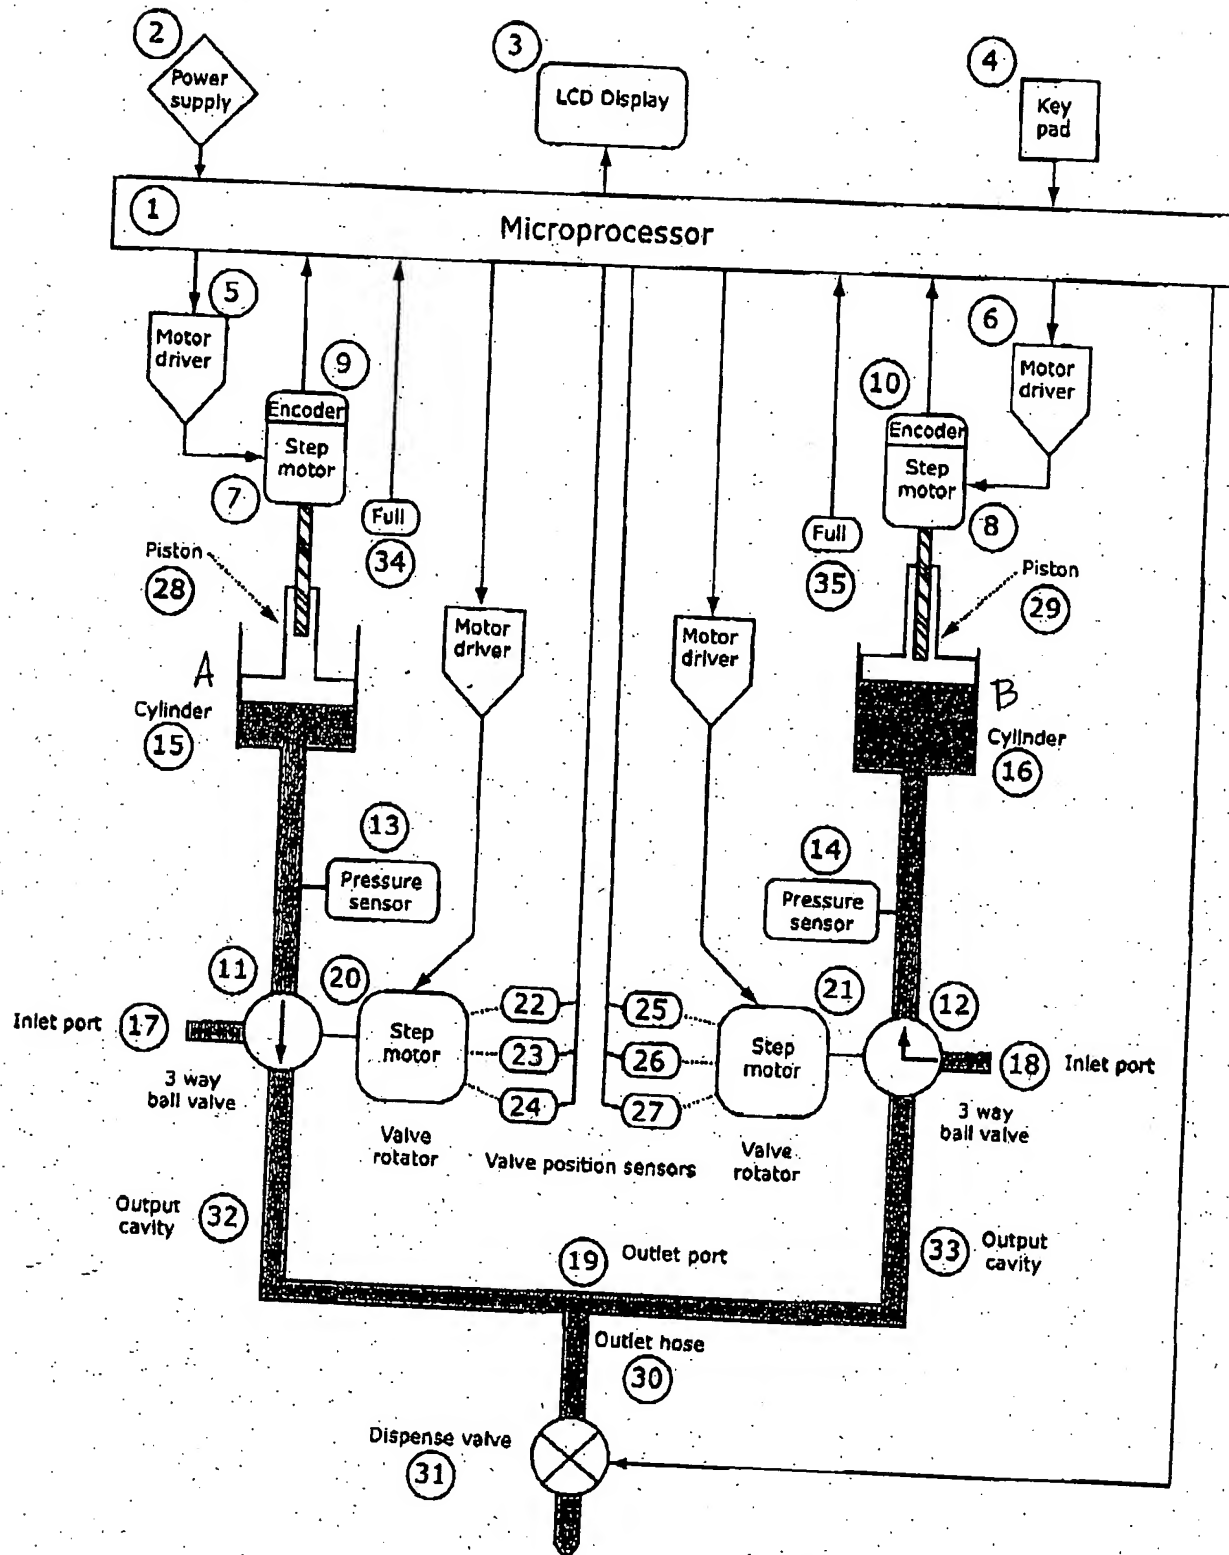 2
Power
supply
3
LCD Display
4
Key
pad
1
Microprocessor
5
Motor
driver
9
Encoder
Step
motor
7
Full
34
Piston
28
A
Cylinder
15
Motor
driver
Motor
driver
6
Motor
driver
10
Encoder
Step
motor
8
Full
35
Piston
29
B
Cylinder
16
13
Pressure
sensor
14
Pressure
sensor
11
Inlet port 17
3 way
ball valve
20
Step
motor
Valve
rotator
22
23
24
25
26
27
Valve position sensors
21
Step
motor
Valve
rotator
12
18 Inlet port
3 way
ball valve
Output
cavity 32
19 Outlet port
33 Output
cavity
Outlet hose
30
Dispense valve
31